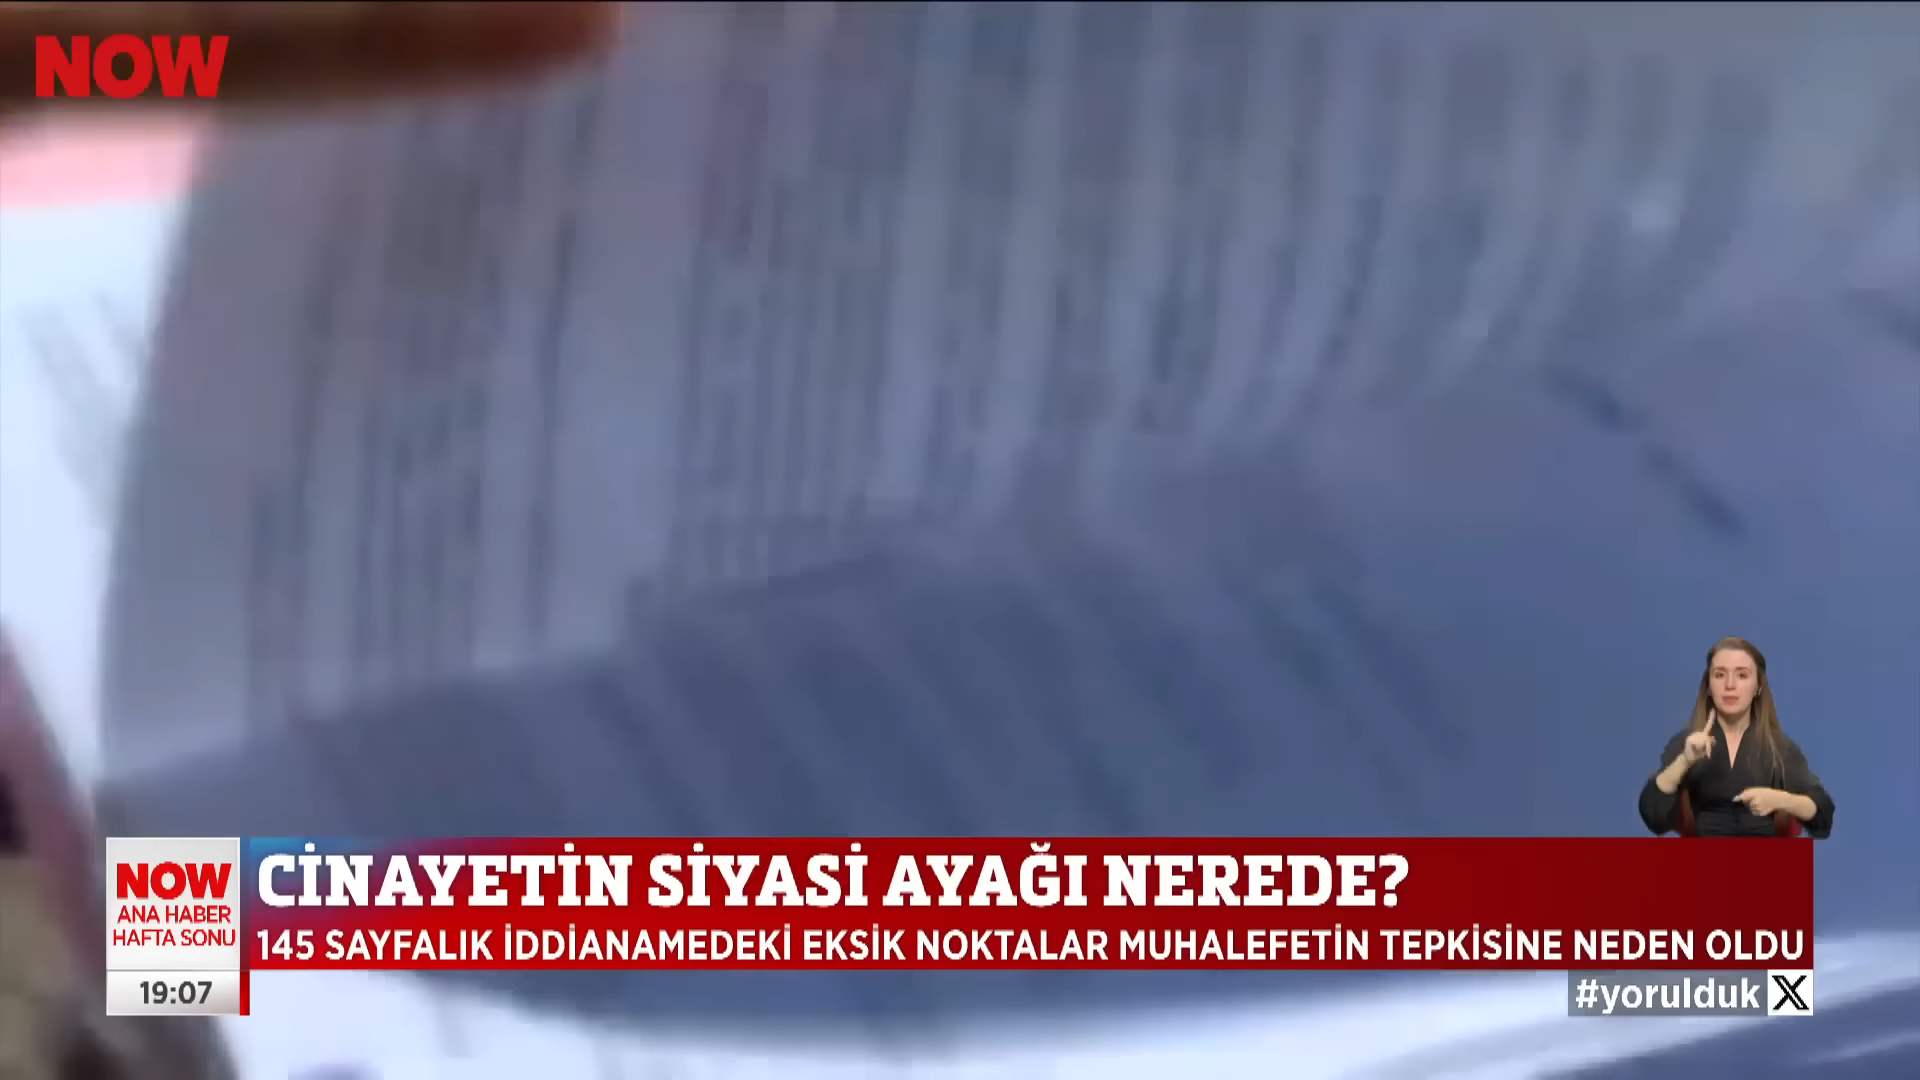 NOW
CİNAYETİN SİYASİ AYAĞI NEREDE?
NOW
ANA HABER
HAFTA SONU
145 SAYFALIK İDDİANAMEDEKİ EKSİK NOKTALAR MUHALEFETİN TEPKİSİNE NEDEN OLDU
19:07
#yorulduk X